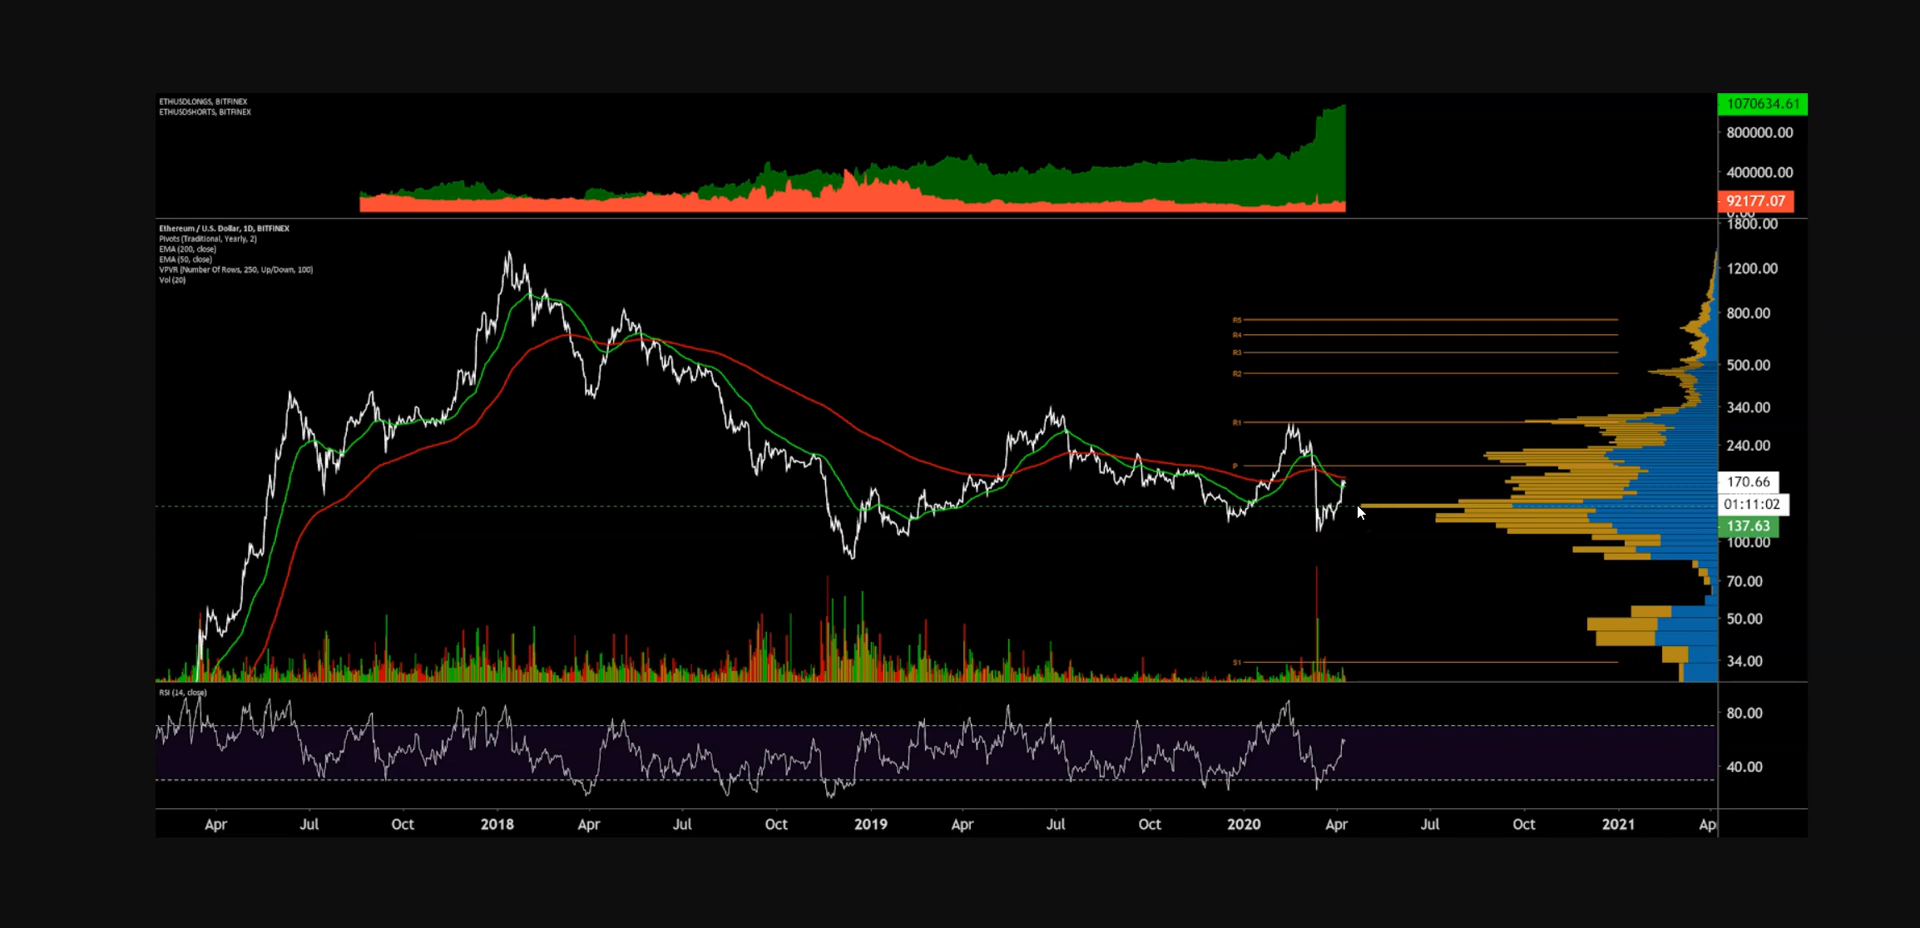 ETHUSDLONGS, BITFINEX
ETHUSDSHORTS, BITFINEX
1070634.61
800000.00
400000.00
92177.07
0.00
Ethereum / U.S. Dollar, 1D, BITFINEX
Pivots (Traditional, Yearly, 2)
EMA (200, close)
EMA (50, close)
VPVR (Number Of Rows, 250, Up/Down, 100)
Vol (20)
1800.00
1200.00
R5
800.00
R4
R3
500.00
R2
340.00
R1
240.00
P
170.66
01:11:02
137.63
100.00
70.00
50.00
S1
34.00
RSI (14, close)
80.00
40.00
Apr Jul Oct 2018 Apr Jul Oct 2019 Apr Jul Oct 2020 Apr Jul Oct 2021 Ap